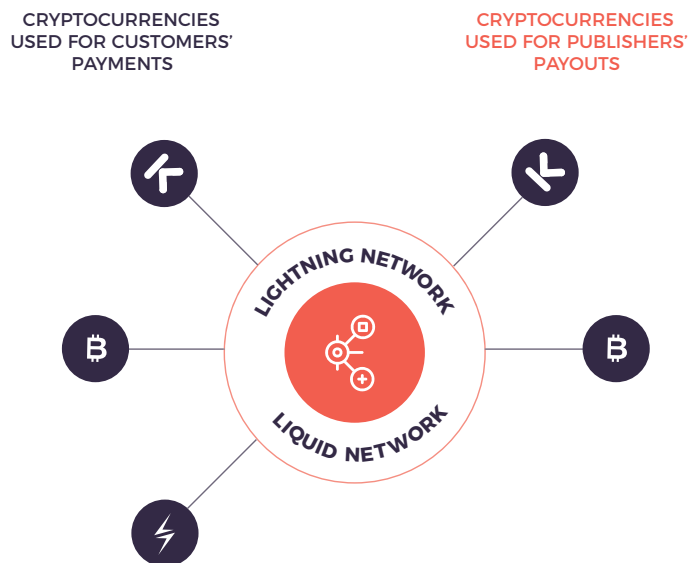 CRYPTOCURRENCIES
USED FOR CUSTOMERS’
PAYMENTS
CRYPTOCURRENCIES
USED FOR PUBLISHERS’
PAYOUTS
LIGHTNING NETWORK
LIQUID NETWORK